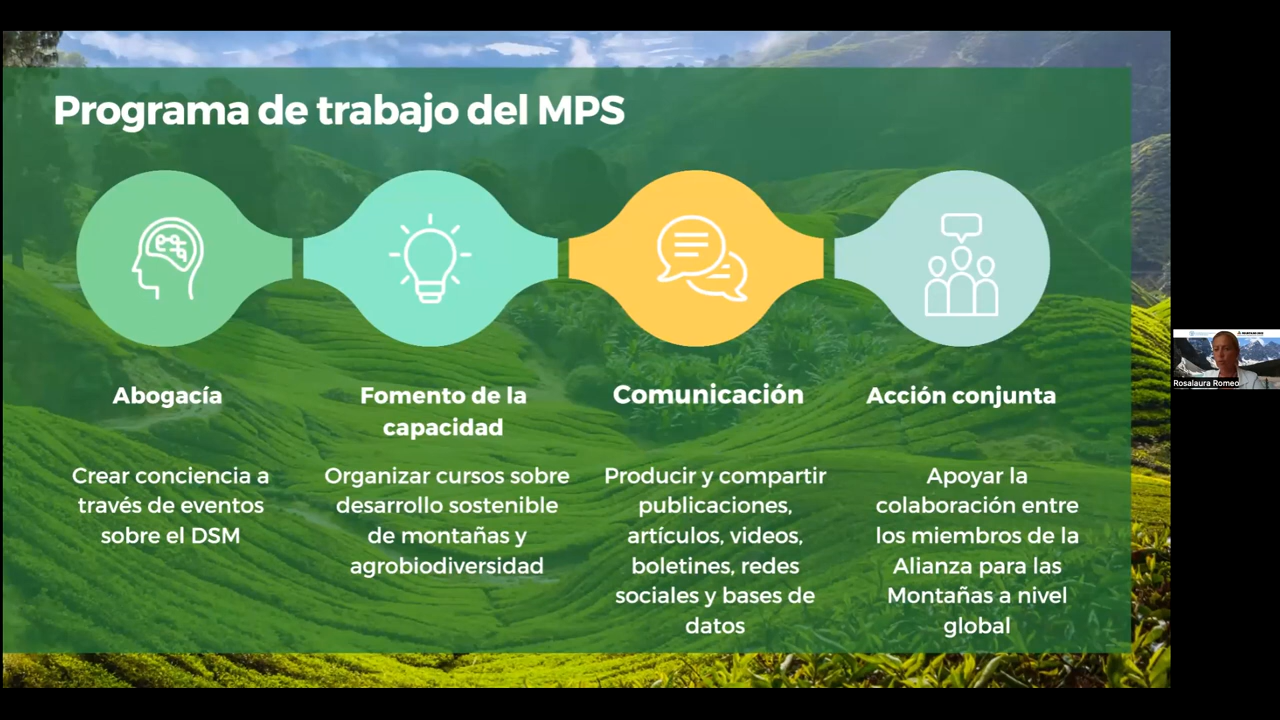 Programa de trabajo del MPS
Abogacía
Crear conciencia a
través de eventos
sobre el DSM
Fomento de la
capacidad
Organizar cursos sobre
desarrollo sostenible
de montañas y
agrobiodiversidad
Comunicación
Producir y compartir
publicaciones,
artículos, videos,
boletines, redes
sociales y bases de
datos
Acción conjunta
Apoyar la
colaboración entre
los miembros de la
Alianza para las
Montañas a nivel
global
Rosalaura Romeo